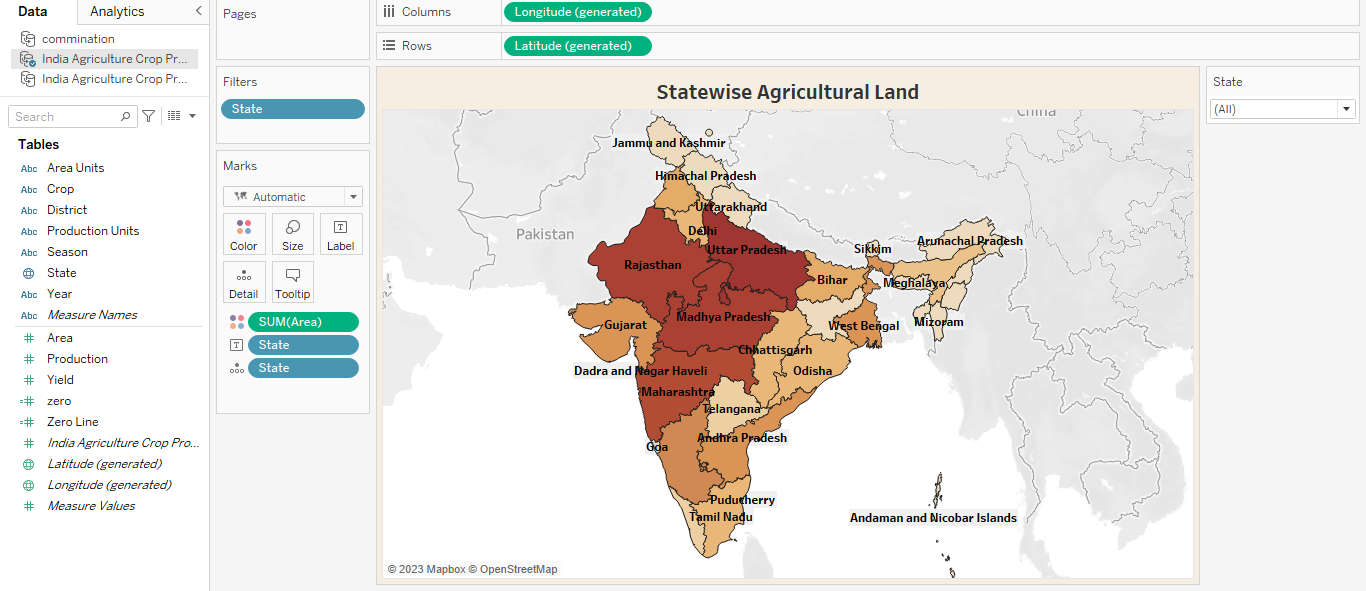 Data
Analytics
commination
India Agriculture Crop Pr...
India Agriculture Crop Pr...
Search
Tables
Abc Area Units
Abc Crop
Abc District
Abc Production Units
Abc Season
State
Abc Year
Abc Measure Names
Area
Production
Yield
zero
Zero Line
India Agriculture Crop Pro...
Latitude (generated)
Longitude (generated)
Measure Values
Pages
Filters
State
Marks
Automatic
Color Size Label
Detail Tooltip
SUM(Area)
State
State
Columns Longitude (generated)
Rows Latitude (generated)
Statewise Agricultural Land
China
Jammu and Kashmir
Himachal Pradesh
Uttarakhand
Pakistan
Delhi
Arunachal Pradesh
Uttar Pradesh
Sikkim
Rajasthan
Bihar
Meghalaya
Madhya Pradesh
Mizoram
Gujarat
West Bengal
Chhattisgarh
Dadra and Nagar Haveli
Odisha
Maharashtra
Telangana
Andhra Pradesh
Goa
Puducherry
Tamil Nadu
Andaman and Nicobar Islands
© 2023 Mapbox © OpenStreetMap
State
(All)